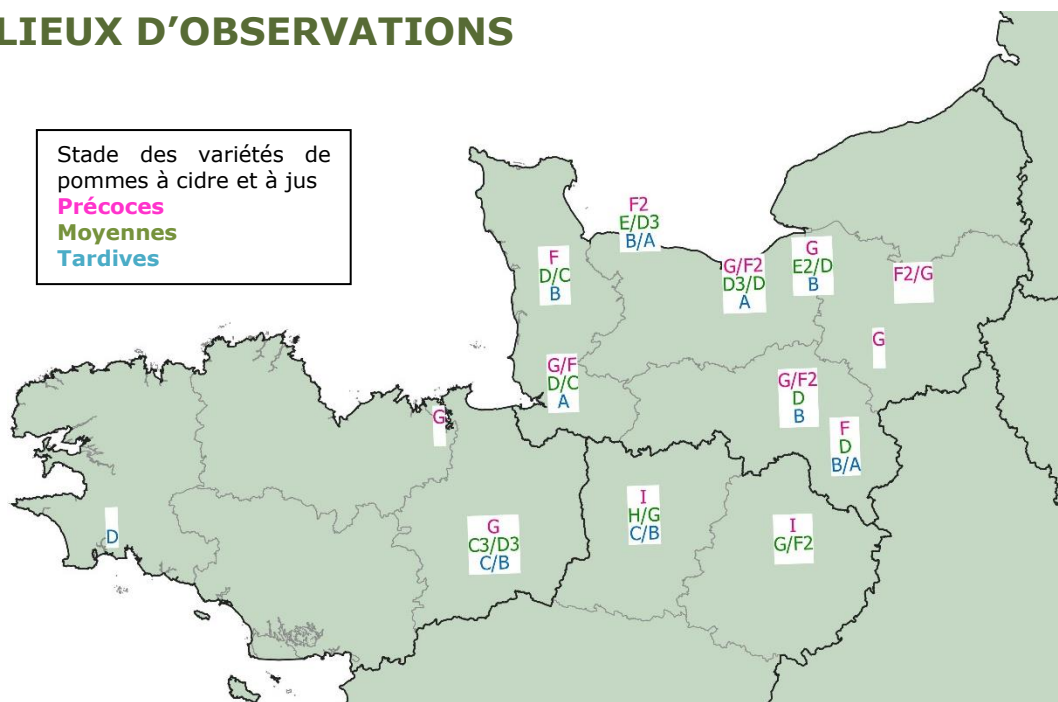 LIEUX D'OBSERVATIONS
Stade des variétés de
pommes à cidre et à jus
Précoces
Moyennes
Tardives
F2
E/D3
B/A
F
D/C
B
G/F2
D3/D
A
G
E2/D
B
F2/G
G
G/F
D/C
A
G/F2
D
B
G
F
D
B/A
D
G
C3/D3
C/B
I
H/G
C/B
I
G/F2